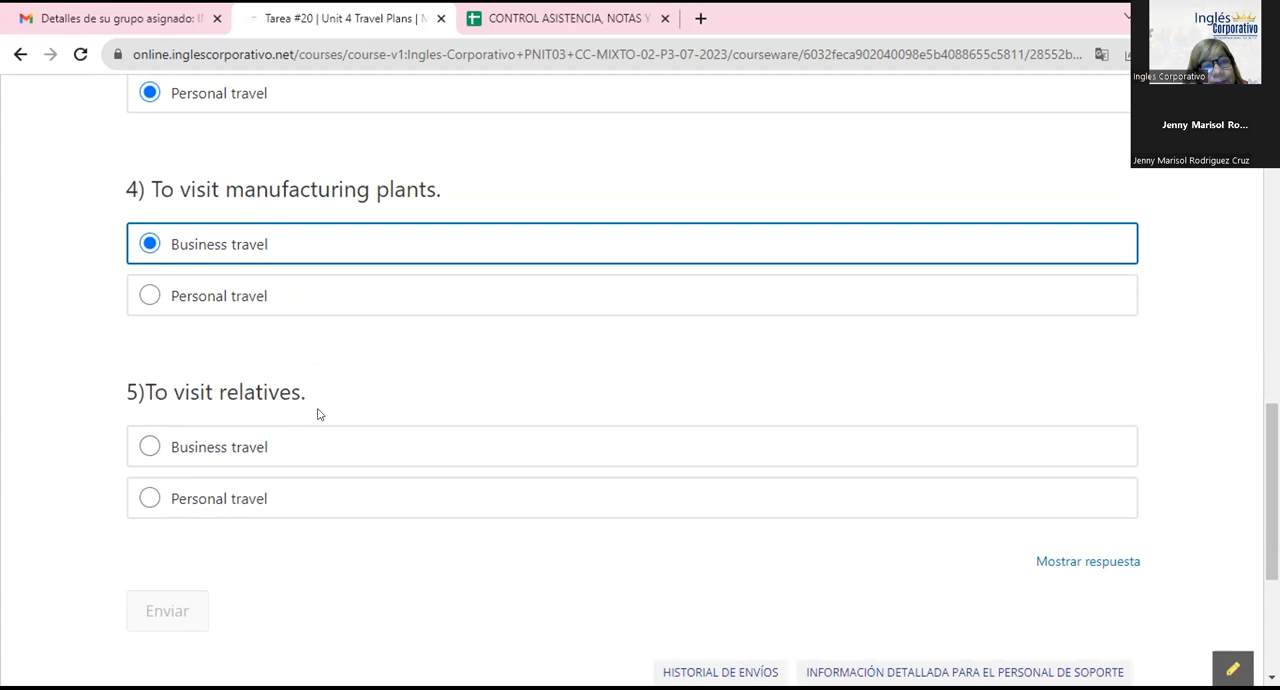 Detalles de su grupo asignado: I
Tarea #20 | Unit 4 Travel Plans |
CONTROL ASISTENCIA, NOTAS Y
online.inglescorporativo.net/courses/course-v1:Ingles-Corporativo+PNIT03+CC-MIXTO-02-P3-07-2023/courseware/6032feca902040098e5b4088655c5811/28552b...
Inglés
Corporativo
Ingles Corporativo
Jenny Marisol Ro...
Jenny Marisol Rodriguez Cruz
Personal travel
4) To visit manufacturing plants.
Business travel
Personal travel
5)To visit relatives.
Business travel
Personal travel
Mostrar respuesta
Enviar
HISTORIAL DE ENVÍOS
INFORMACIÓN DETALLADA PARA EL PERSONAL DE SOPORTE